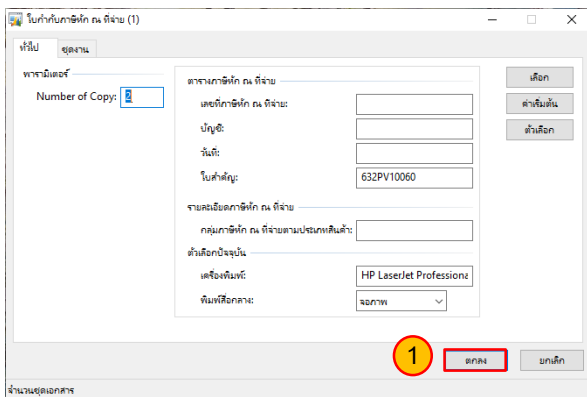 ใบกำกับภาษีหัก ณ ที่จ่าย (1)
ทั่วไป ชุดงาน
พารามิเตอร์
Number of Copy: 2
ตารางภาษีหัก ณ ที่จ่าย
เลขที่ภาษีหัก ณ ที่จ่าย:
บัญชี:
วันที่:
ใบสำคัญ: 632PV10060
รายละเอียดภาษีหัก ณ ที่จ่าย
กลุ่มภาษีหัก ณ ที่จ่ายตามประเภทสินค้า:
ตัวเลือกปัจจุบัน
เครื่องพิมพ์: HP LaserJet Professiona
พิมพ์สื่อกลาง: จอภาพ
เลือก
ค่าเริ่มต้น
ตัวเลือก
1 ตกลง ยกเลิก
จำนวนชุดเอกสาร